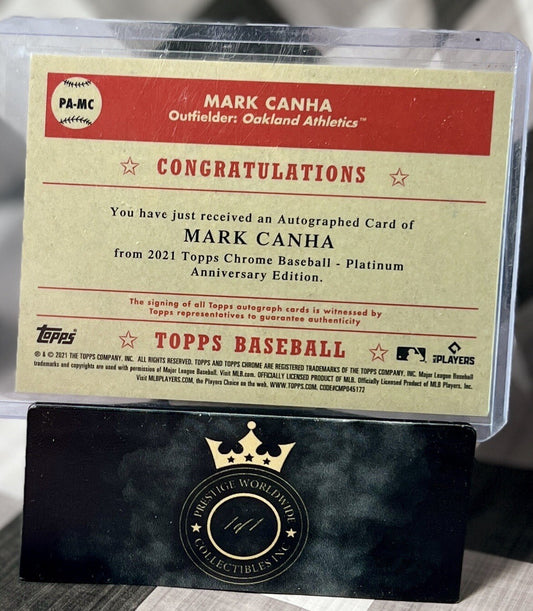 PA-MC
MARK CANHA
Outfielder: Oakland Athletics™
CONGRATULATIONS
You have just received an Autographed Card of
MARK CANHA
from 2021 Topps Chrome Baseball - Platinum
Anniversary Edition.
The signing of all Topps autograph cards is witnessed by
Topps representatives to guarantee authenticity
Topps
TOPPS BASEBALL
MLB PLAYERS
® & © 2021 THE TOPPS COMPANY, INC. ALL RIGHTS RESERVED. TOPPS AND TOPPS CHROME ARE REGISTERED TRADEMARKS OF THE TOPPS COMPANY, INC. Major League Baseball
trademarks and copyrights are used with permission of Major League Baseball. Visit MLB.com. OFFICIALLY LICENSED PRODUCT OF MLB. Officially Licensed Product of MLB Players, Inc.
Visit MLBPLAYERS.com, the Players Choice on the web. WWW.TOPPS.COM. CODE#CMP045172
PRESTIGE WORLDWIDE
1of1
COLLECTIBLES INC